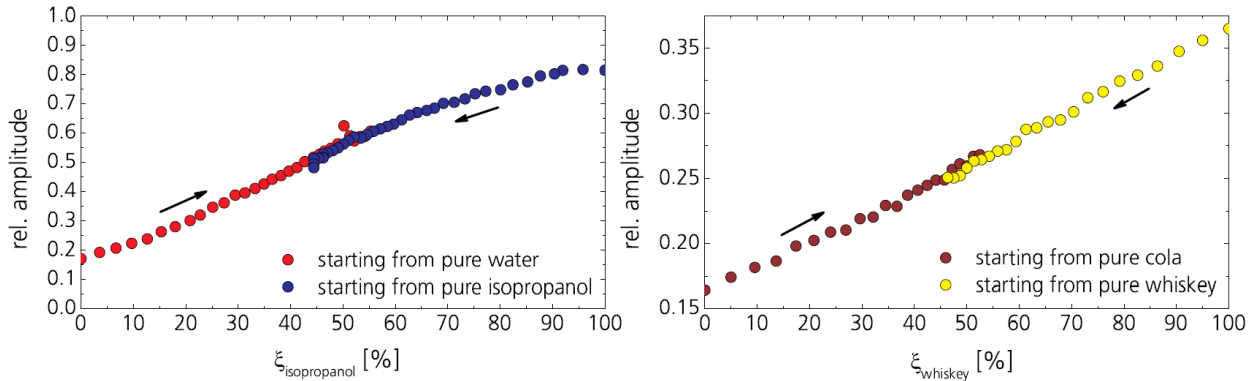 1.0
0.9
0.8
0.7
0.6
0.5
0.4
0.3
0.2
0.1
0.0
rel. amplitude
starting from pure water
starting from pure isopropanol
0 10 20 30 40 50 60 70 80 90 100
ξisopropanol [%]
0.35
0.30
0.25
0.20
0.15
rel. amplitude
starting from pure cola
starting from pure whiskey
0 10 20 30 40 50 60 70 80 90 100
ξwhiskey [%]